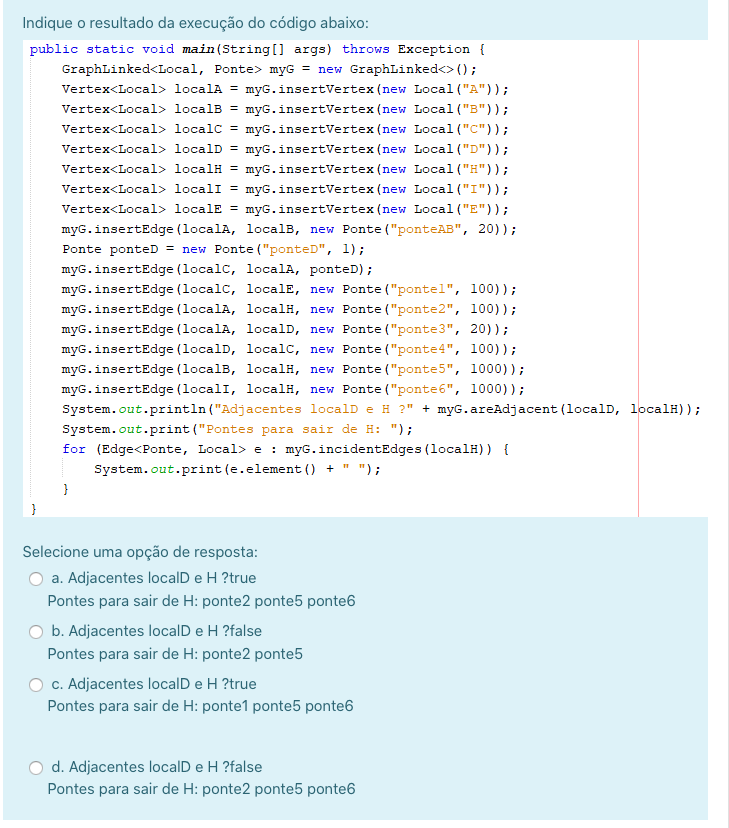 Indique o resultado da execução do código abaixo:
public static void main(String[] args) throws Exception {
GraphLinked<Local, Ponte> myG = new GraphLinked<>();
Vertex<Local> localA = myG.insertVertex(new Local("A"));
Vertex<Local> localB = myG.insertVertex(new Local("B"));
Vertex<Local> localC = myG.insertVertex(new Local("C"));
Vertex<Local> localD = myG.insertVertex(new Local("D"));
Vertex<Local> localH = myG.insertVertex(new Local("H"));
Vertex<Local> localI = myG.insertVertex(new Local("I"));
Vertex<Local> localE = myG.insertVertex(new Local("E"));
myG.insertEdge(localA, localB, new Ponte("ponteAB", 20));
Ponte ponteD = new Ponte("ponteD", 1);
myG.insertEdge(localC, localA, ponteD);
myG.insertEdge(localC, localE, new Ponte("ponte1", 100));
myG.insertEdge(localA, localH, new Ponte("ponte2", 100));
myG.insertEdge(localA, localD, new Ponte("ponte3", 20));
myG.insertEdge(localD, localC, new Ponte("ponte4", 100));
myG.insertEdge(localB, localH, new Ponte("ponte5", 1000));
myG.insertEdge(localI, localH, new Ponte("ponte6", 1000));
System.out.println("Adjacentes localD e H ?" + myG.areAdjacent(localD, localH));
System.out.print("Pontes para sair de H: ");
for (Edge<Ponte, Local> e : myG.incidentEdges(localH)) {
System.out.print(e.element() + " ");
}
}
Selecione uma opção de resposta:
a. Adjacentes localD e H ?true
Pontes para sair de H: ponte2 ponte5 ponte6
b. Adjacentes localD e H ?false
Pontes para sair de H: ponte2 ponte5
c. Adjacentes localD e H ?true
Pontes para sair de H: ponte1 ponte5 ponte6
d. Adjacentes localD e H ?false
Pontes para sair de H: ponte2 ponte5 ponte6